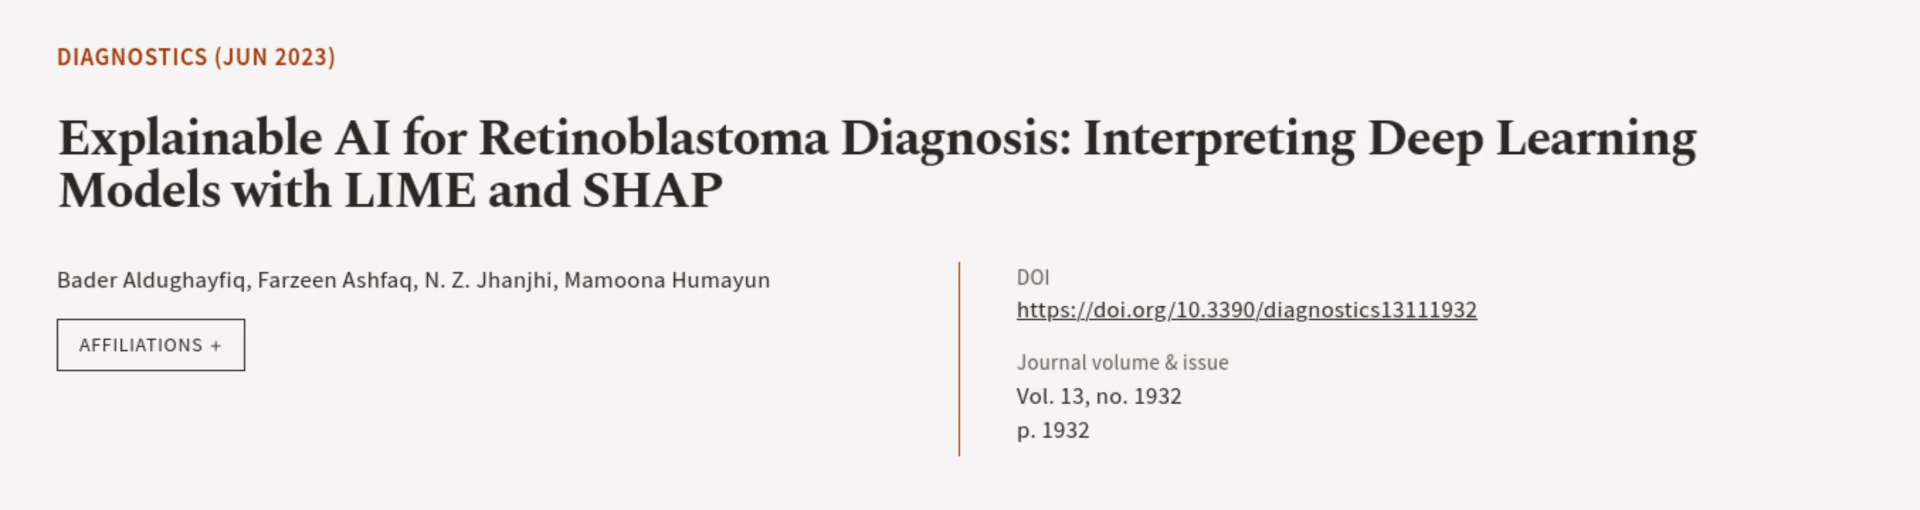 DIAGNOSTICS (JUN 2023)
Explainable AI for Retinoblastoma Diagnosis: Interpreting Deep Learning
Models with LIME and SHAP
Bader Aldughayfiq, Farzeen Ashfaq, N. Z. Jhanjhi, Mamoona Humayun
AFFILIATIONS +
DOI
https://doi.org/10.3390/diagnostics13111932
Journal volume & issue
Vol. 13, no. 1932
p. 1932